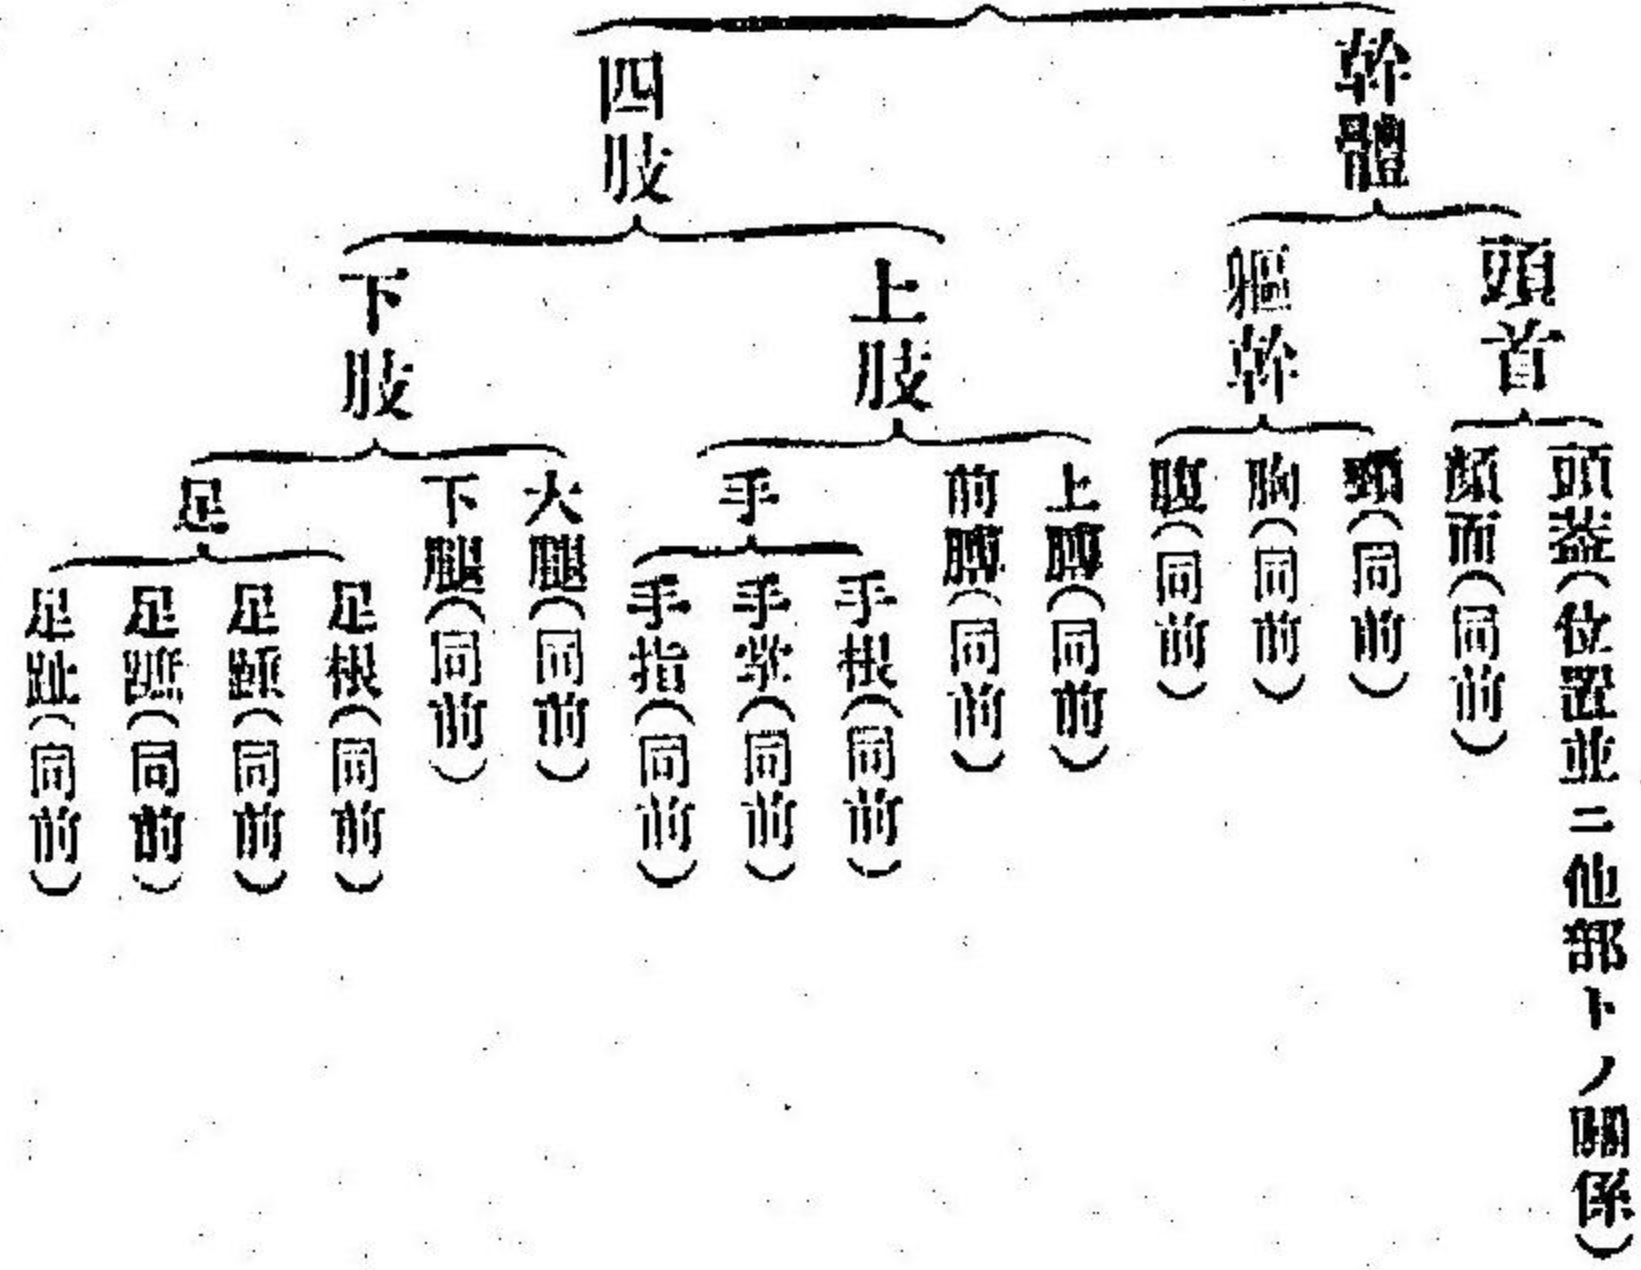 幹體
頭首
頭蓋(位置並ニ他部トノ關係)
顏面(同前)
軀幹
頸(同前)
胸(同前)
腹(同前)
四肢
上肢
上膊(同前)
前膊(同前)
手
手根(同前)
手掌(同前)
手指(同前)
下肢
大腿(同前)
下腿(同前)
足
足根(同前)
足踵(同前)
足蹠(同前)
足趾(同前)